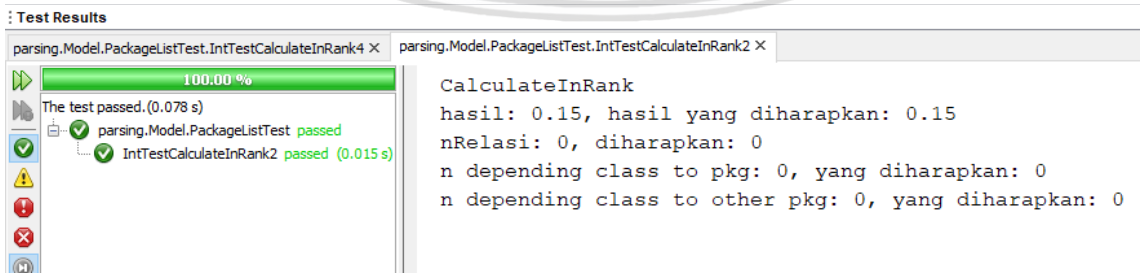 Test Results
parsing.Model.PackageListTest.IntTestCalculateInRank4 × parsing.Model.PackageListTest.IntTestCalculateInRank2 ×
100.00 %
The test passed.(0.078 s)
parsing.Model.PackageListTest passed
IntTestCalculateInRank2 passed (0.015 s)
CalculateInRank
hasil: 0.15, hasil yang diharapkan: 0.15
nRelasi: 0, diharapkan: 0
n depending class to pkg: 0, yang diharapkan: 0
n depending class to other pkg: 0, yang diharapkan: 0